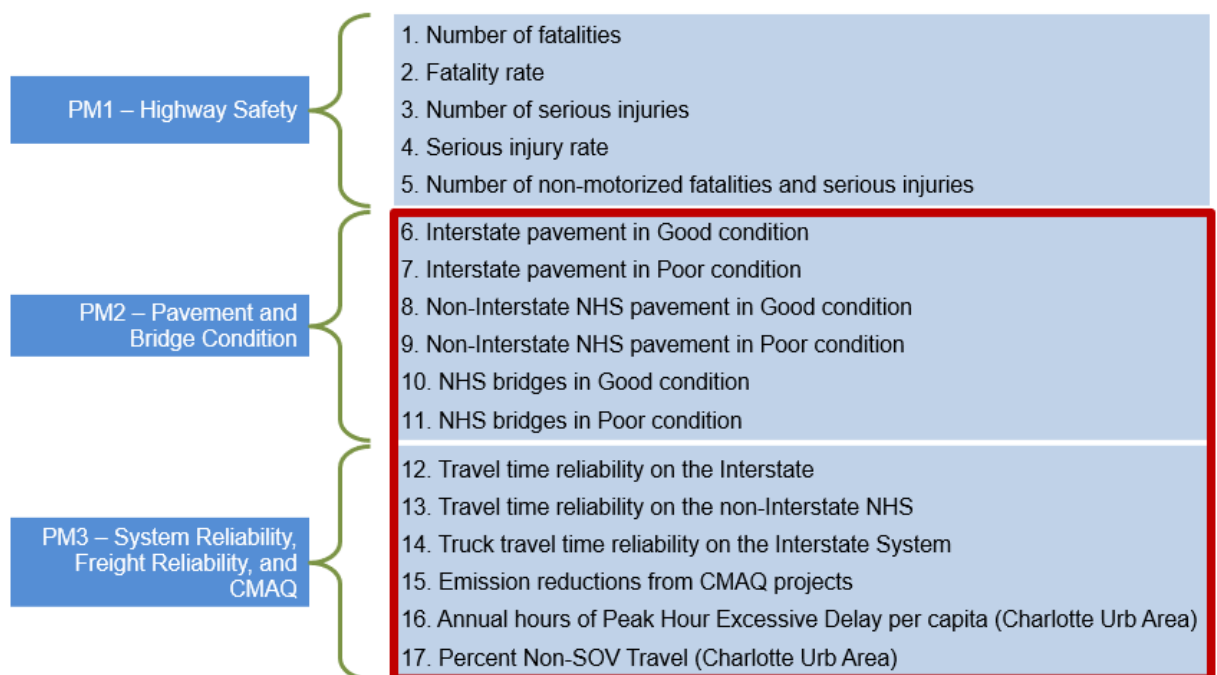 PM1 – Highway Safety
1. Number of fatalities
2. Fatality rate
3. Number of serious injuries
4. Serious injury rate
5. Number of non-motorized fatalities and serious injuries
PM2 – Pavement and
Bridge Condition
6. Interstate pavement in Good condition
7. Interstate pavement in Poor condition
8. Non-Interstate NHS pavement in Good condition
9. Non-Interstate NHS pavement in Poor condition
10. NHS bridges in Good condition
11. NHS bridges in Poor condition
PM3 – System Reliability,
Freight Reliability, and
CMAQ
12. Travel time reliability on the Interstate
13. Travel time reliability on the non-Interstate NHS
14. Truck travel time reliability on the Interstate System
15. Emission reductions from CMAQ projects
16. Annual hours of Peak Hour Excessive Delay per capita (Charlotte Urb Area)
17. Percent Non-SOV Travel (Charlotte Urb Area)